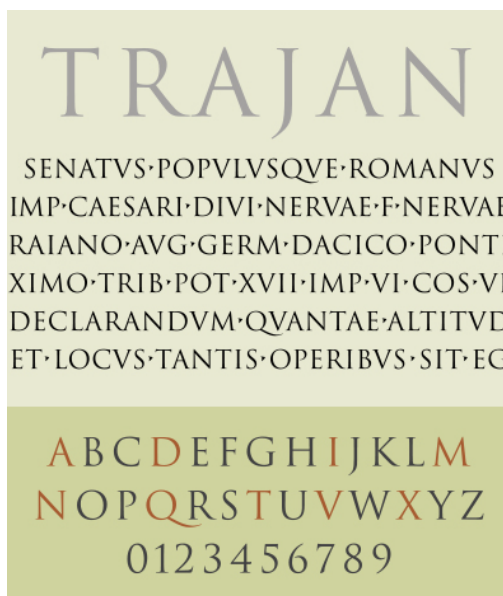 TRAJAN
SENATVS·POPVLVSQVE·ROMANVS
IMP·CAESARI·DIVI·NERVAE·F·NERVAE
RAIANO·AVG·GERM·DACICO·PONTI
XIMO·TRIB·POT·XVII·IMP·VI·COS·VI
DECLARANDVM·QVANTAE·ALTITVD
ET·LOCVS·TANTIS·OPERIBVS·SIT·EG
ABCDEFGHIJKLM
NOPQRSTUVWXYZ
0123456789